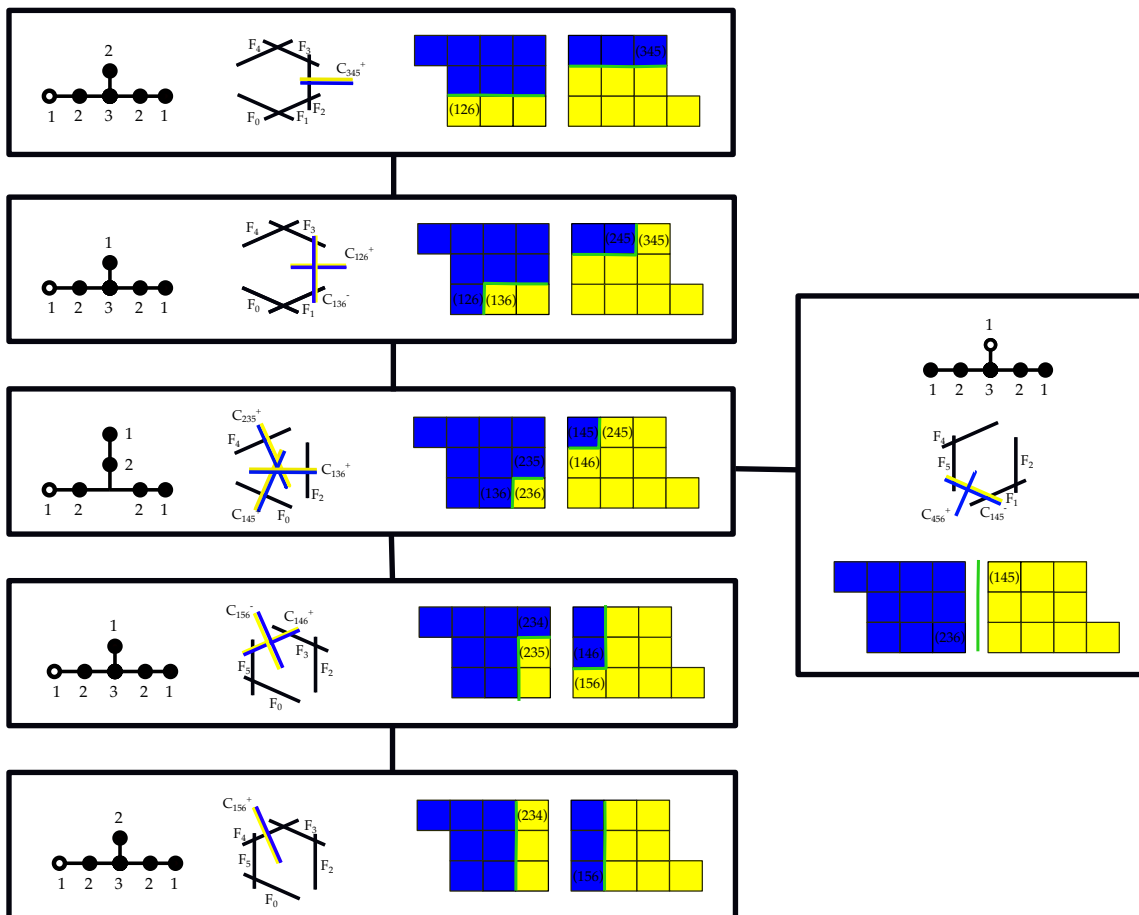 2
1 2 3 2 1
F4 F3
C345+
F2
F0 F1
(126)
(345)
1
1 2 3 2 1
F4 F3
C126+
F0 F1 C136-
(126) (136)
(245) (345)
1
2
1 2 2 1
C235+
F4
C136+
F2
C145 F0
(235)
(136) (236)
(145) (245)
(146)
1
1 2 3 2 1
F4
F5 F2
F1
C456+ C145-
(236)
(145)
1
1 2 3 2 1
C156- C146+
F3
F5 F2
F0
(234)
(235)
(146)
(156)
2
1 2 3 2 1
C156+
F4 F3
F5 F2
F0
(234)
(156)